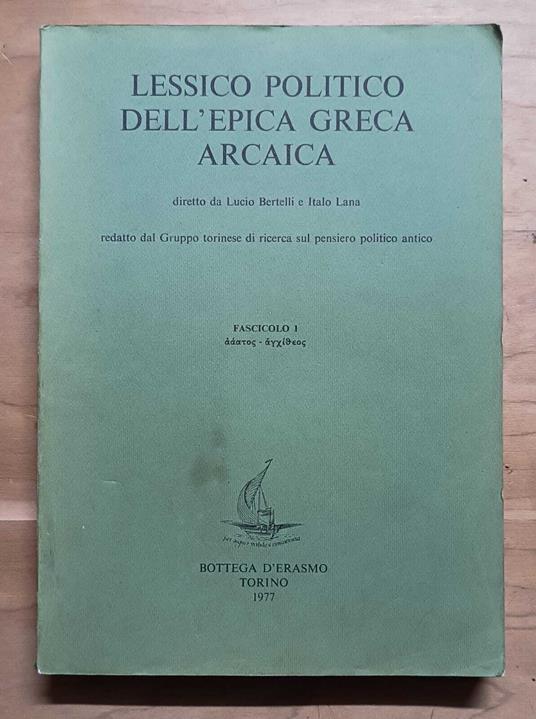 LESSICO POLITICO
DELL'EPICA GRECA
ARCAICA
diretto da Lucio Bertelli e Italo Lana
redatto dal Gruppo torinese di ricerca sul pensiero politico antico
FASCICOLO 1
ἀάατος - ἀγχίθεος
BOTTEGA D'ERASMO
TORINO
1977